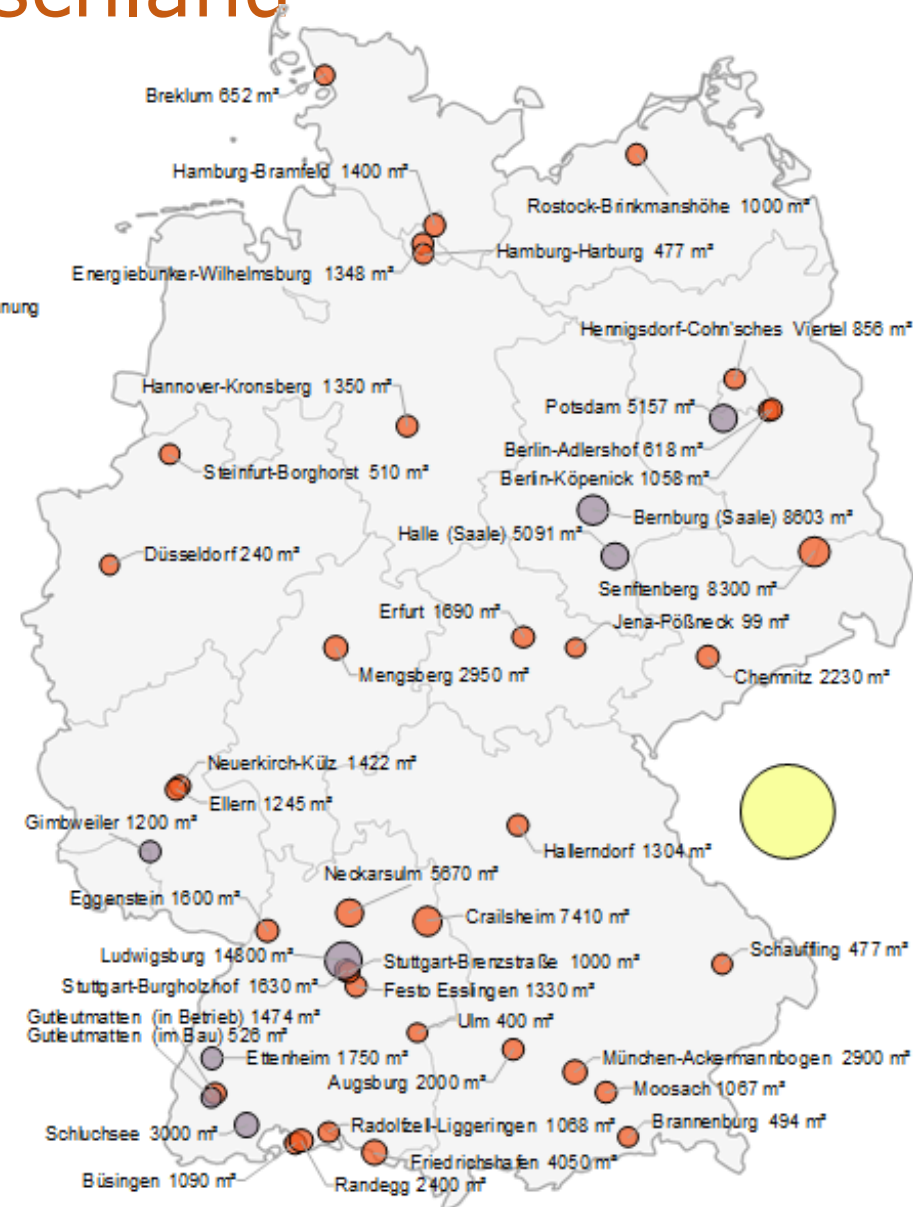 schland
Breklum 652 m²
Hamburg-Bramfeld 1400 m²
Rostock-Brinkmanshöhe 1000 m²
Hamburg-Harburg 477 m²
Energiebunker-Wilhelmsburg 1348 m²
nung
Hennigsdorf-Cohn'sches Viertel 856 m²
Hannover-Kronsberg 1350 m²
Potsdam 5157 m²
Berlin-Adlershof 618 m²
Steinfurt-Borghorst 510 m²
Berlin-Köpenick 1058 m²
Bernburg (Saale) 8603 m²
Halle (Saale) 5091 m²
Düsseldorf 240 m²
Senftenberg 8300 m²
Erfurt 1690 m²
Jena-Pößneck 99 m²
Mengsberg 2950 m²
Chemnitz 2230 m²
Neuerkirch-Külz 1422 m²
Ellern 1245 m²
Gimbweiler 1200 m²
Hallerndorf 1304 m²
Neckarsulm 5670 m²
Eggenstein 1600 m²
Crailsheim 7410 m²
Schauffling 477 m²
Ludwigsburg 14800 m²
Stuttgart-Brenzstraße 1000 m²
Stuttgart-Burgholzhof 1630 m²
Festo Esslingen 1330 m²
Gutleutmatten (in Betrieb) 1474 m²
Ulm 400 m²
Gutleutmatten (im Bau) 526 m²
Ettenheim 1750 m²
München-Ackermannbogen 2900 m²
Augsburg 2000 m²
Moosach 1067 m²
Schluchsee 3000 m²
Radolfzell-Liggeringen 1068 m²
Brannenburg 494 m²
Friedrichshafen 4050 m²
Büsingen 1090 m²
Randegg 2400 m²